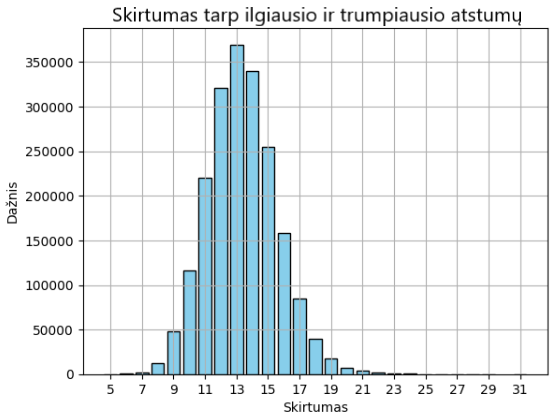 Skirtumas tarp ilgiausio ir trumpiausio atstumų
350000
300000
250000
200000
150000
100000
50000
0
Dažnis
5 7 9 11 13 15 17 19 21 23 25 27 29 31
Skirtumas